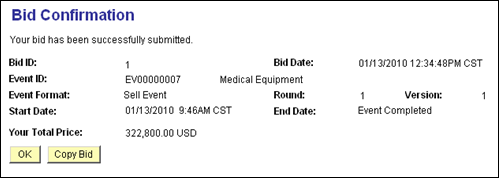 Bid Confirmation
Your bid has been successfully submitted.
Bid ID: 1 Bid Date: 01/13/2010 12:34:48PM CST
Event ID: EV00000007 Medical Equipment
Event Format: Sell Event Round: 1 Version: 1
Start Date: 01/13/2010 9:46AM CST End Date: Event Completed
Your Total Price: 322,800.00 USD
OK Copy Bid